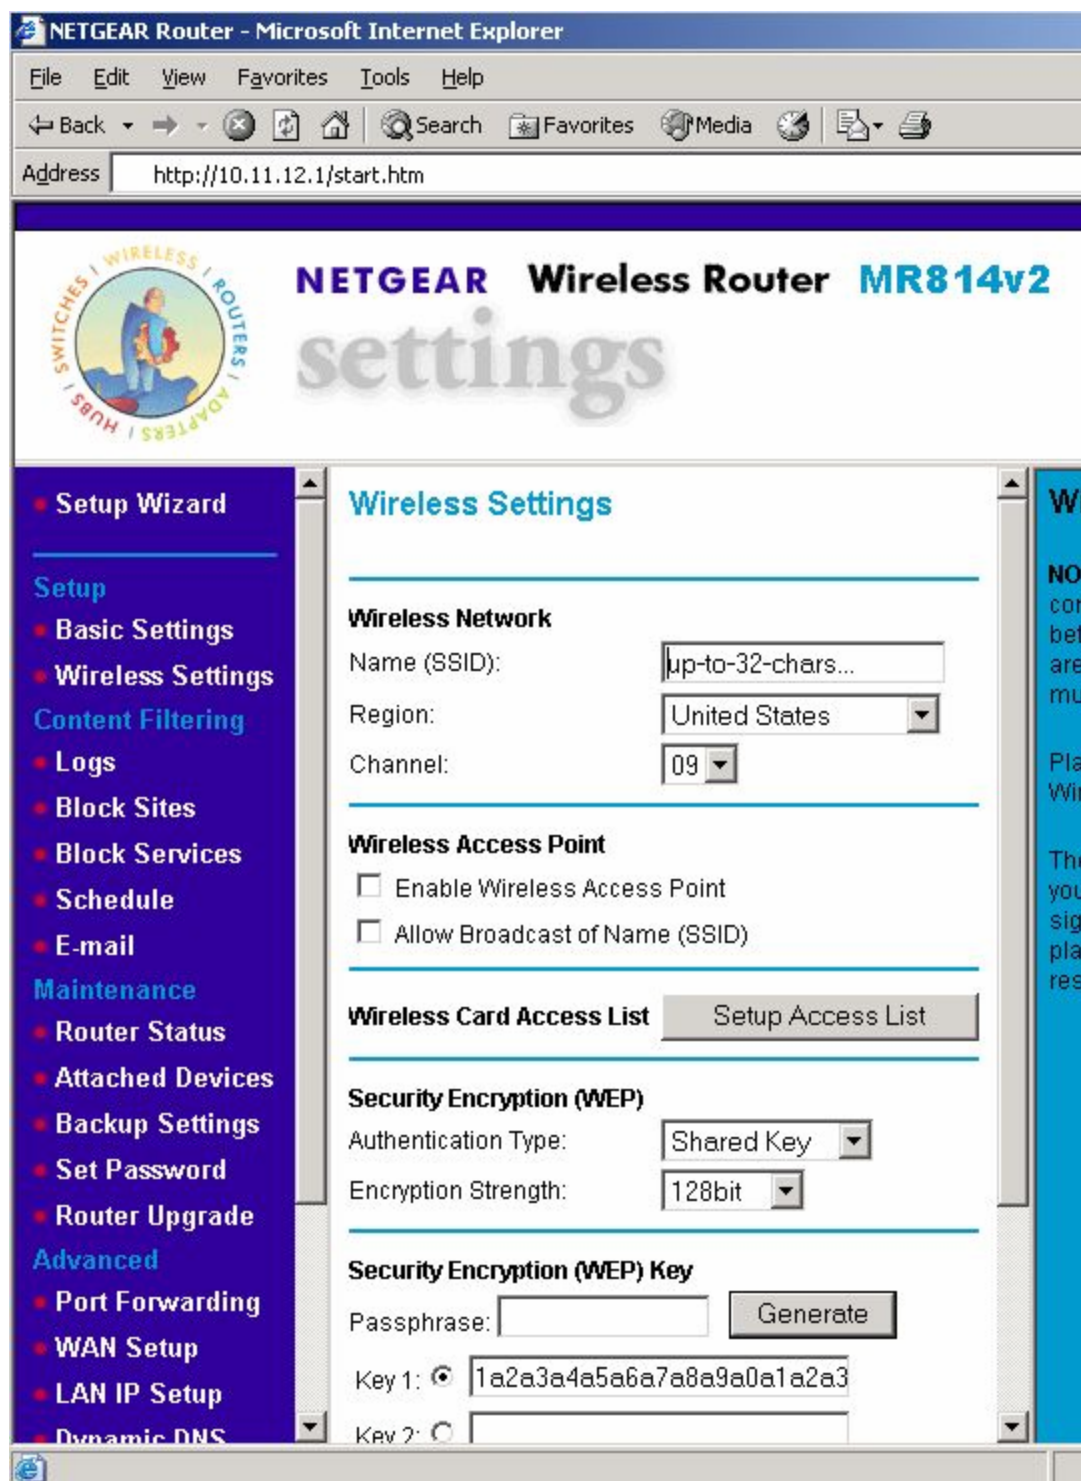 NETGEAR Router - Microsoft Internet Explorer
File Edit View Favorites Tools Help
Back Search Favorites Media
Address http://10.11.12.1/start.htm
SWITCHES | WIRELESS | ROUTERS | ADAPTERS | HUBS |
NETGEAR Wireless Router MR814v2
settings
Setup Wizard
Setup
Basic Settings
Wireless Settings
Content Filtering
Logs
Block Sites
Block Services
Schedule
E-mail
Maintenance
Router Status
Attached Devices
Backup Settings
Set Password
Router Upgrade
Advanced
Port Forwarding
WAN Setup
LAN IP Setup
Dynamic DNS
Wireless Settings
Wireless Network
Name (SSID): up-to-32-chars...
Region: United States
Channel: 09
Wireless Access Point
Enable Wireless Access Point
Allow Broadcast of Name (SSID)
Wireless Card Access List Setup Access List
Security Encryption (WEP)
Authentication Type: Shared Key
Encryption Strength: 128bit
Security Encryption (WEP) Key
Passphrase: Generate
Key 1: 1a2a3a4a5a6a7a8a9a0a1a2a3
Key 2: